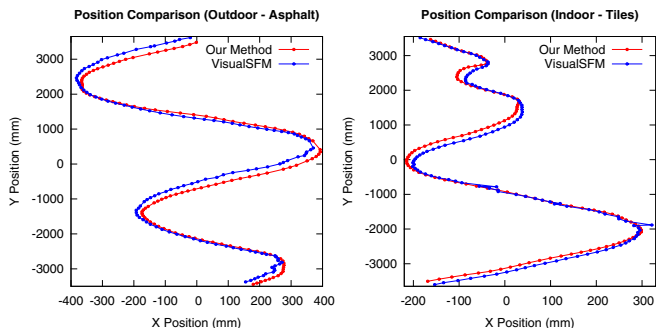 Position Comparison (Outdoor - Asphalt)
Our Method
VisualSFM
3000
2000
1000
0
-1000
-2000
-3000
Y Position (mm)
-400 -300 -200 -100 0 100 200 300 400
X Position (mm)
Position Comparison (Indoor - Tiles)
Our Method
VisualSFM
3000
2000
1000
0
-1000
-2000
-3000
Y Position (mm)
-200 -100 0 100 200 300
X Position (mm)